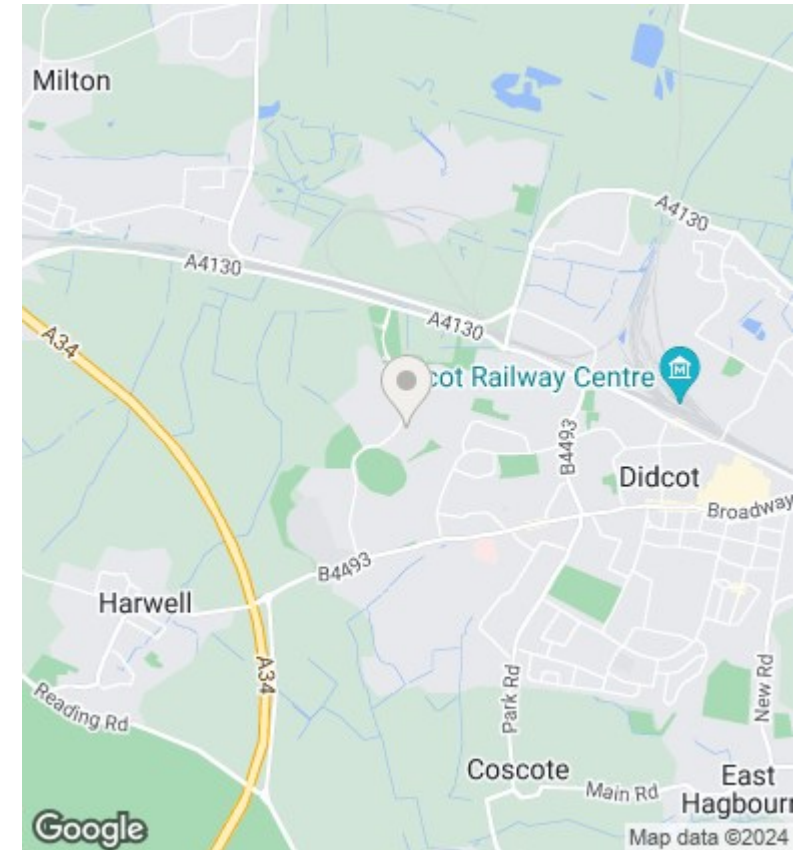 Milton
A4130
A4130
A34
A4130
cot Railway Centre
B4493
Didcot
Broadway
B4493
Harwell
A34
Reading Rd
Park Rd
New Rd
Coscote
Main Rd
East
Hagbourn
Google
Map data ©2024